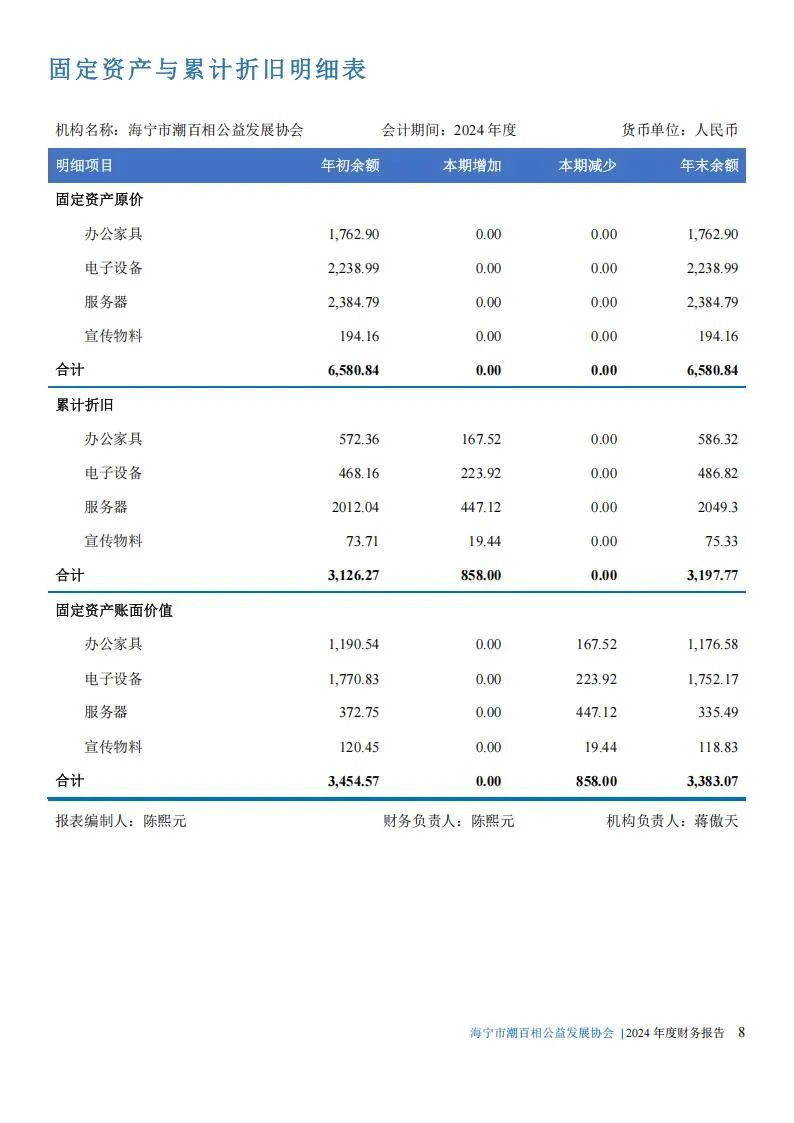 固定资产与累计折旧明细表
机构名称：海宁市潮百相公益发展协会 会计期间：2024 年度 货币单位：人民币
明细项目 年初余额 本期增加 本期减少 年末余额
固定资产原价
办公家具 1,762.90 0.00 0.00 1,762.90
电子设备 2,238.99 0.00 0.00 2,238.99
服务器 2,384.79 0.00 0.00 2,384.79
宣传物料 194.16 0.00 0.00 194.16
合计 6,580.84 0.00 0.00 6,580.84
累计折旧
办公家具 572.36 167.52 0.00 586.32
电子设备 468.16 223.92 0.00 486.82
服务器 2012.04 447.12 0.00 2049.3
宣传物料 73.71 19.44 0.00 75.33
合计 3,126.27 858.00 0.00 3,197.77
固定资产账面价值
办公家具 1,190.54 0.00 167.52 1,176.58
电子设备 1,770.83 0.00 223.92 1,752.17
服务器 372.75 0.00 447.12 335.49
宣传物料 120.45 0.00 19.44 118.83
合计 3,454.57 0.00 858.00 3,383.07
报表编制人：陈熙元 财务负责人：陈熙元 机构负责人：蒋傲天
海宁市潮百相公益发展协会 |2024 年度财务报告 8